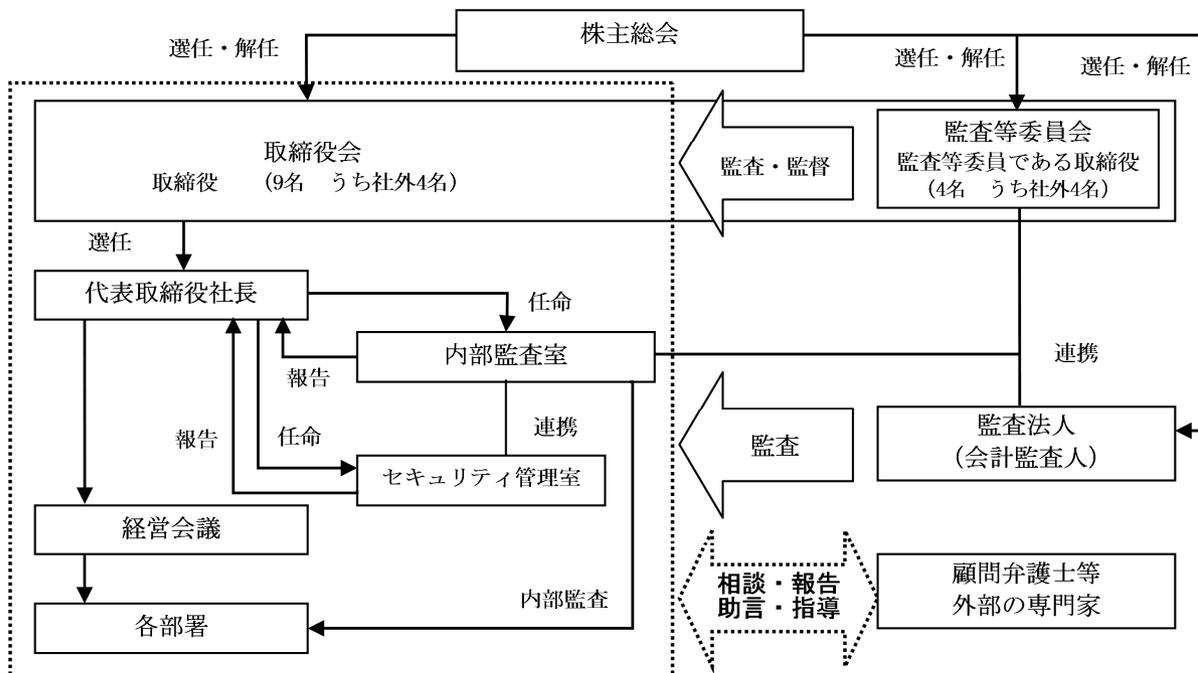 株主総会
選任・解任
選任・解任
選任・解任
取締役会
取締役 (9名 うち社外4名)
監査・監督
監査等委員会
監査等委員である取締役
(4名 うち社外4名)
選任
代表取締役社長
任命
内部監査室
報告
連携
連携
報告
任命
セキュリティ管理室
監査
監査法人
(会計監査人)
経営会議
相談・報告
助言・指導
顧問弁護士等
外部の専門家
内部監査
各部署